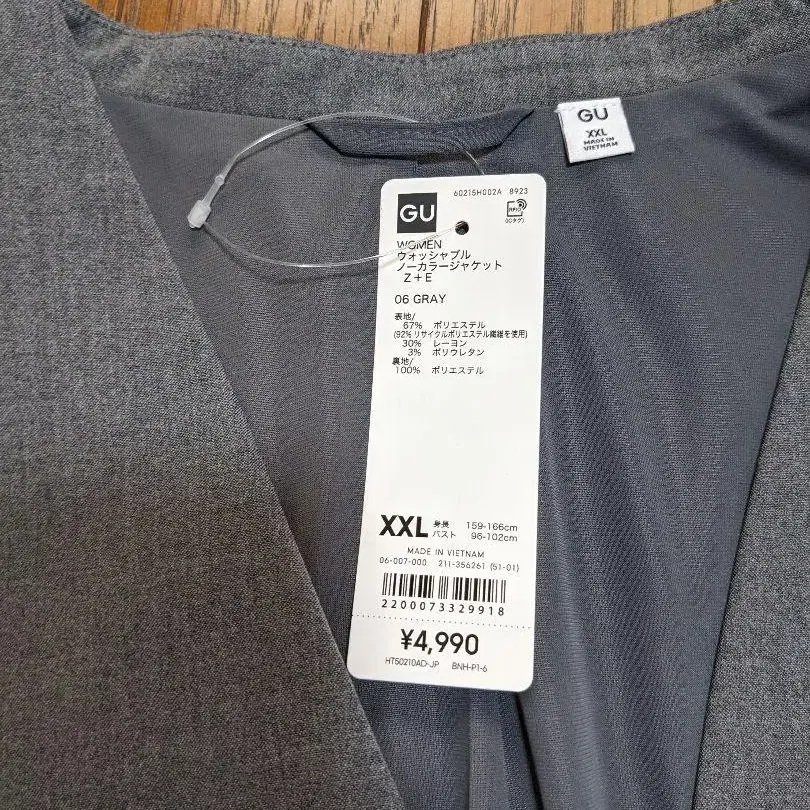 GU
XXL
MADE IN
VIETNAM
60215H002A 8923
GU
RFID
(ICタグ)
WOMEN
ウォッシャブル
ノーカラージャケット
Z+E
06 GRAY
表地/
67% ポリエステル
(92% リサイクルポリエステル繊維を使用)
30% レーヨン
3% ポリウレタン
裏地/
100% ポリエステル
XXL 身長 159-166cm
バスト 96-102cm
MADE IN VIETNAM
06-007-000 211-356261 (51-01)
2200073329918
¥4,990
HT50210AD-JP BNH-P1-6